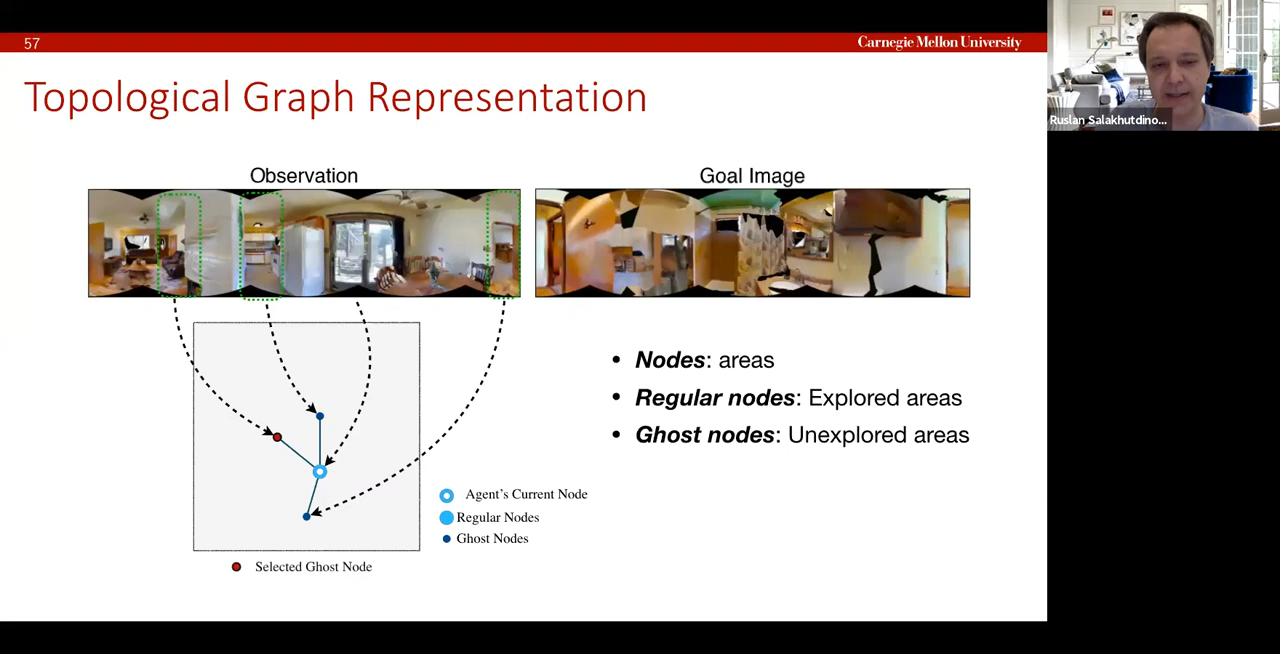 57
Carnegie Mellon University
Ruslan Salakhutdino...
Topological Graph Representation
Observation
Goal Image
• Nodes: areas
• Regular nodes: Explored areas
• Ghost nodes: Unexplored areas
Agent's Current Node
Regular Nodes
Ghost Nodes
Selected Ghost Node